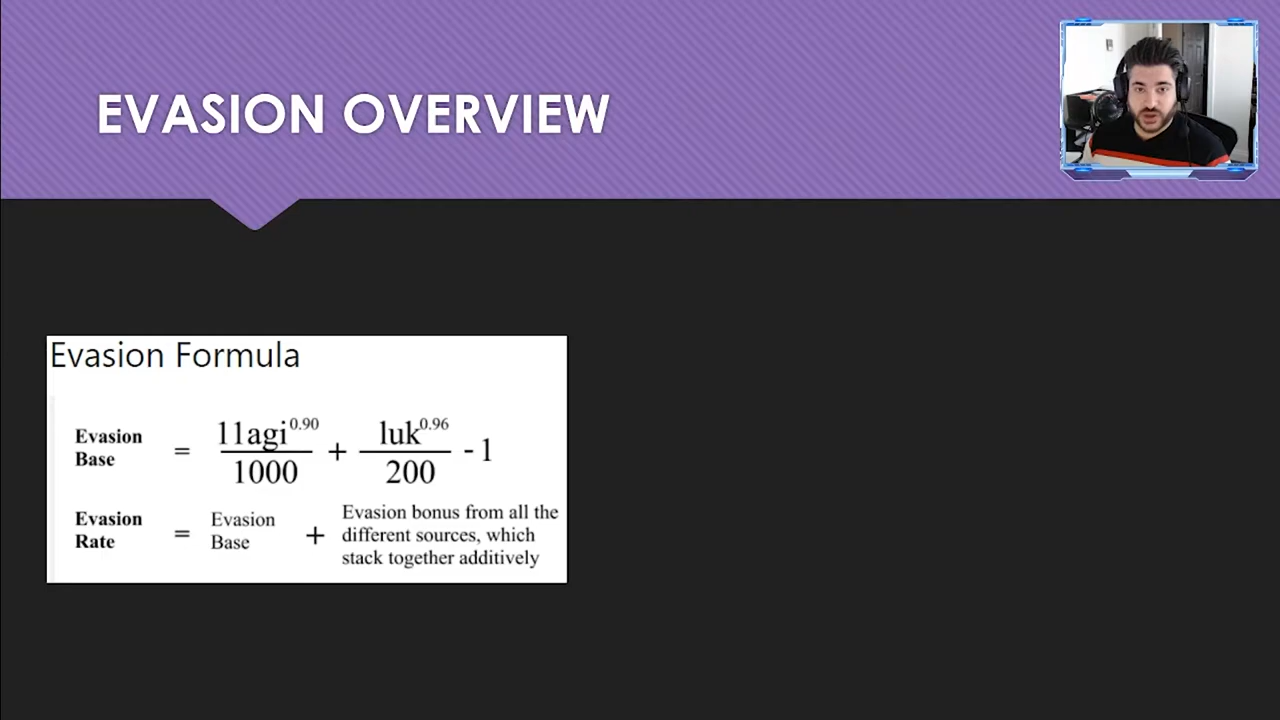 EVASION OVERVIEW
Evasion Formula
Evasion Base = 11agi^0.90 / 1000 + luk^0.96 / 200 - 1
Evasion Rate = Evasion Base + Evasion bonus from all the
different sources, which
stack together additively